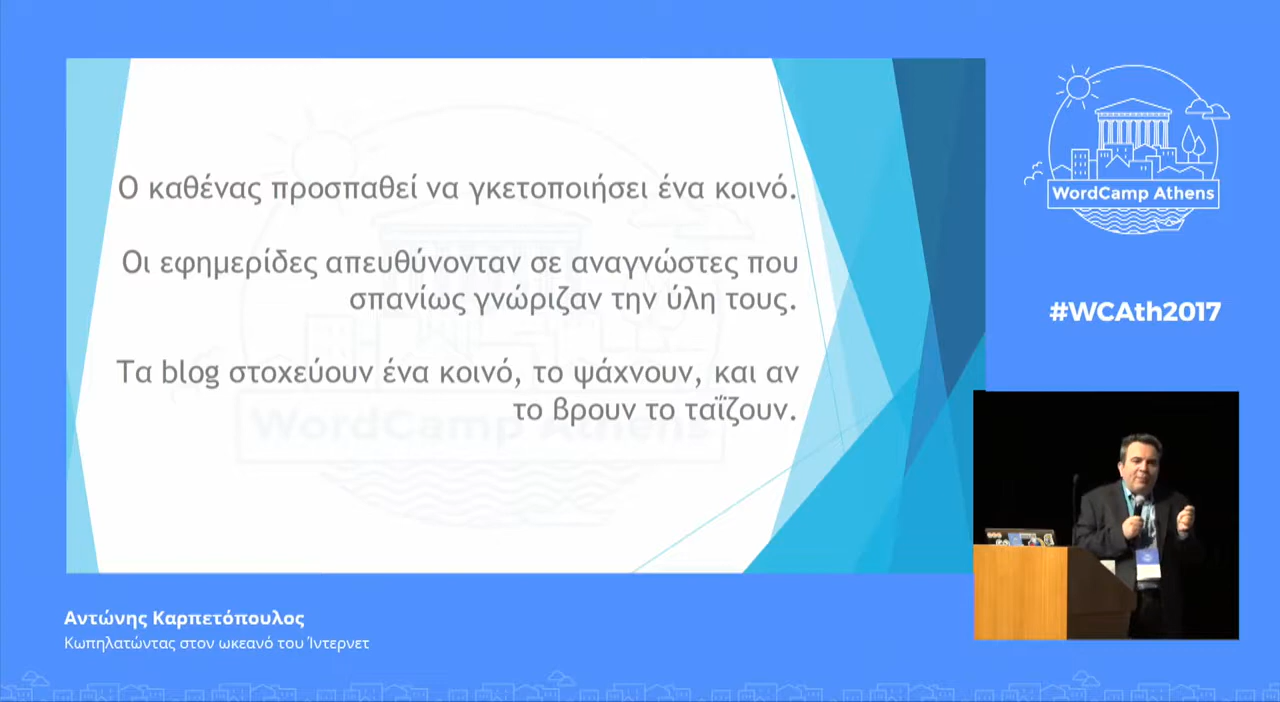 Ο καθένας προσπαθεί να γκετοποιήσει ένα κοινό.
Οι εφημερίδες απευθύνονταν σε αναγνώστες που
σπανίως γνώριζαν την ύλη τους.
Τα blog στοχεύουν ένα κοινό, το ψάχνουν, και αν
το βρουν το ταΐζουν.
WordCamp Athens
WordCamp Athens
#WCAth2017
Αντώνης Καρπετόπουλος
Κωπηλατώντας στον ωκεανό του Ίντερνετ